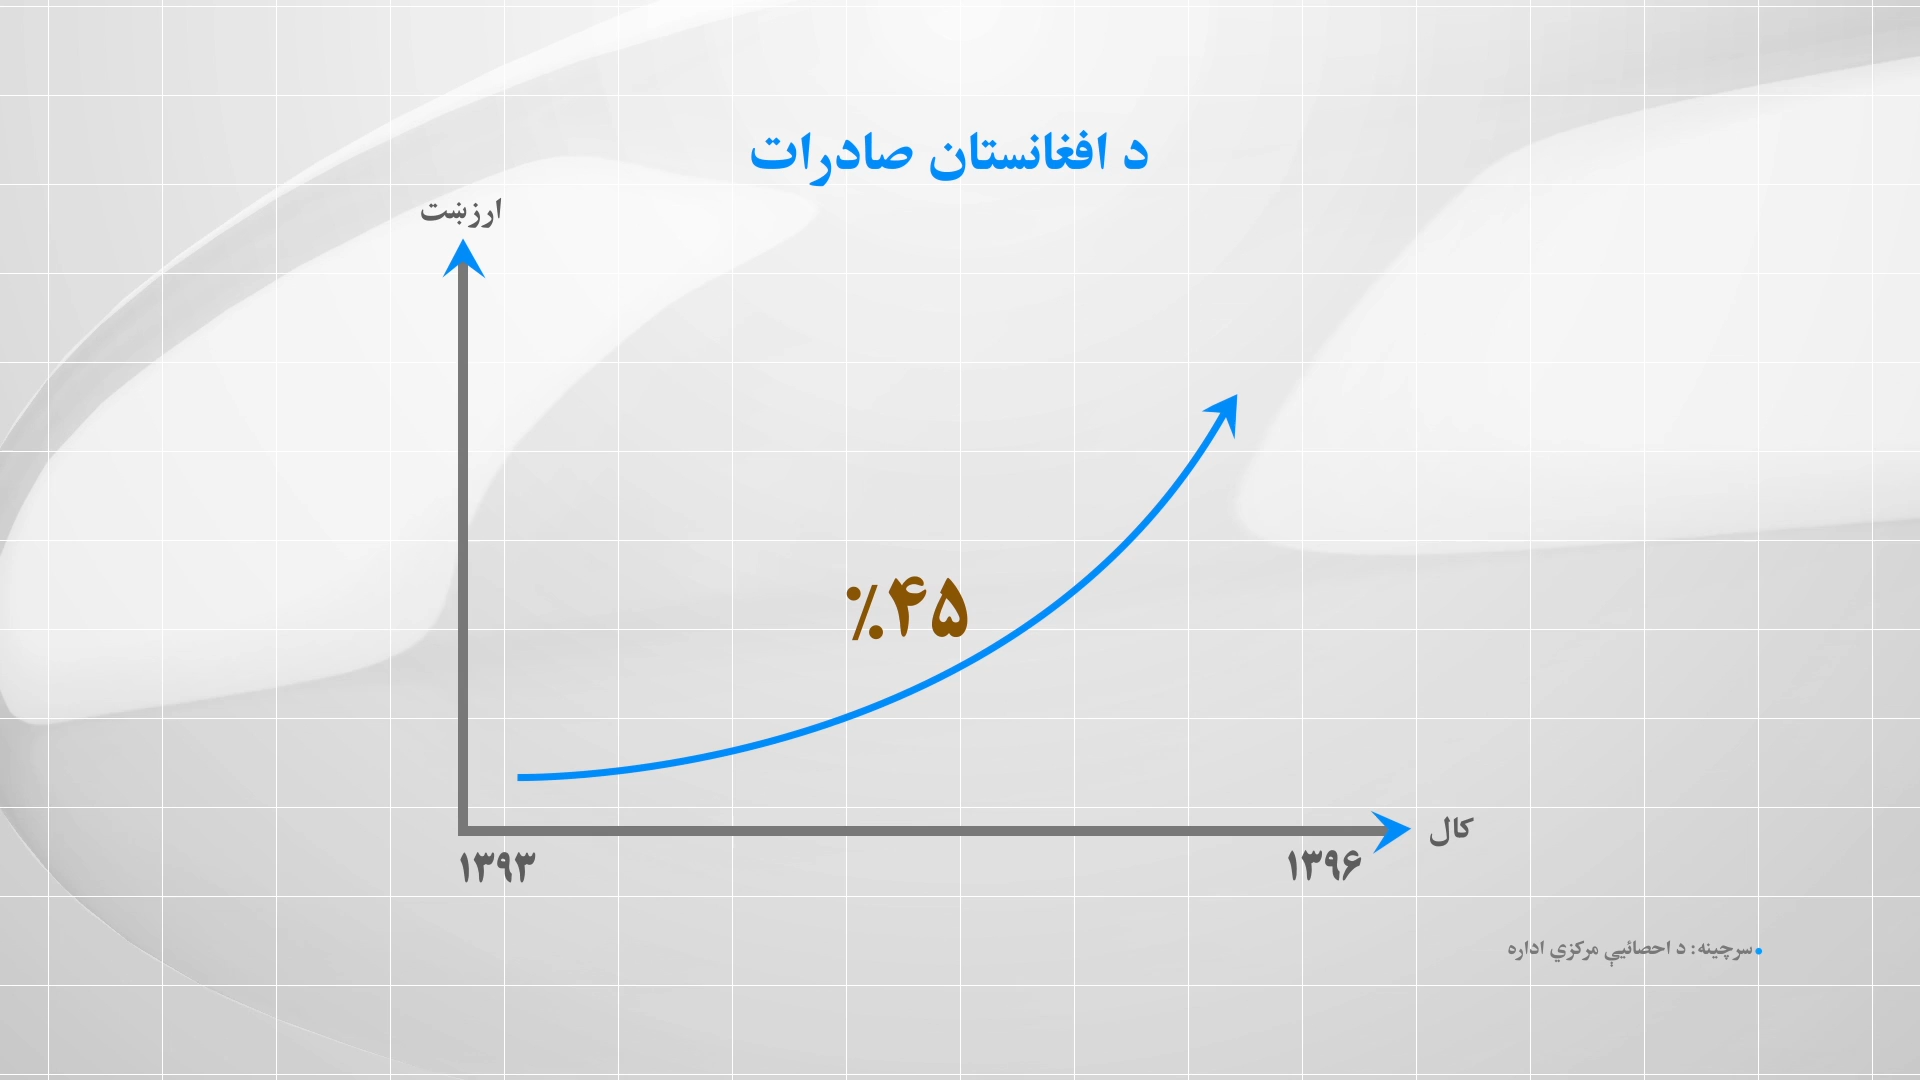 د افغانستان صادرات
ارزښت
٪۴۵
کال
۱۳۹۳
۱۳۹۶
سرچینه: د احصائیې مرکزي اداره